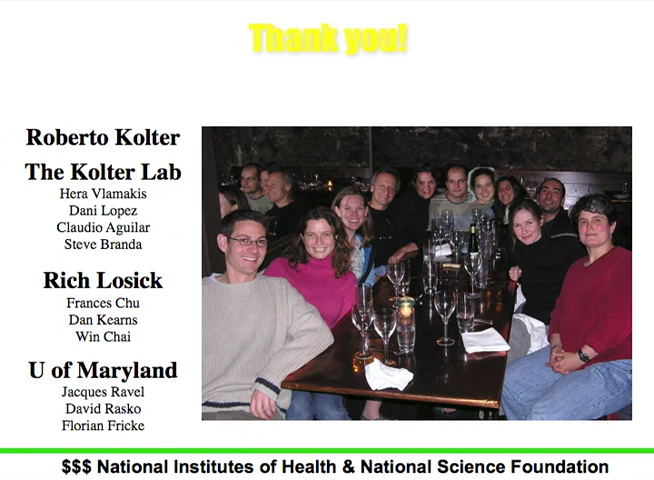 Thank you!
Roberto Kolter
The Kolter Lab
Hera Vlamakis
Dani Lopez
Claudio Aguilar
Steve Branda
Rich Losick
Frances Chu
Dan Kearns
Win Chai
U of Maryland
Jacques Ravel
David Rasko
Florian Fricke
$$$ National Institutes of Health & National Science Foundation